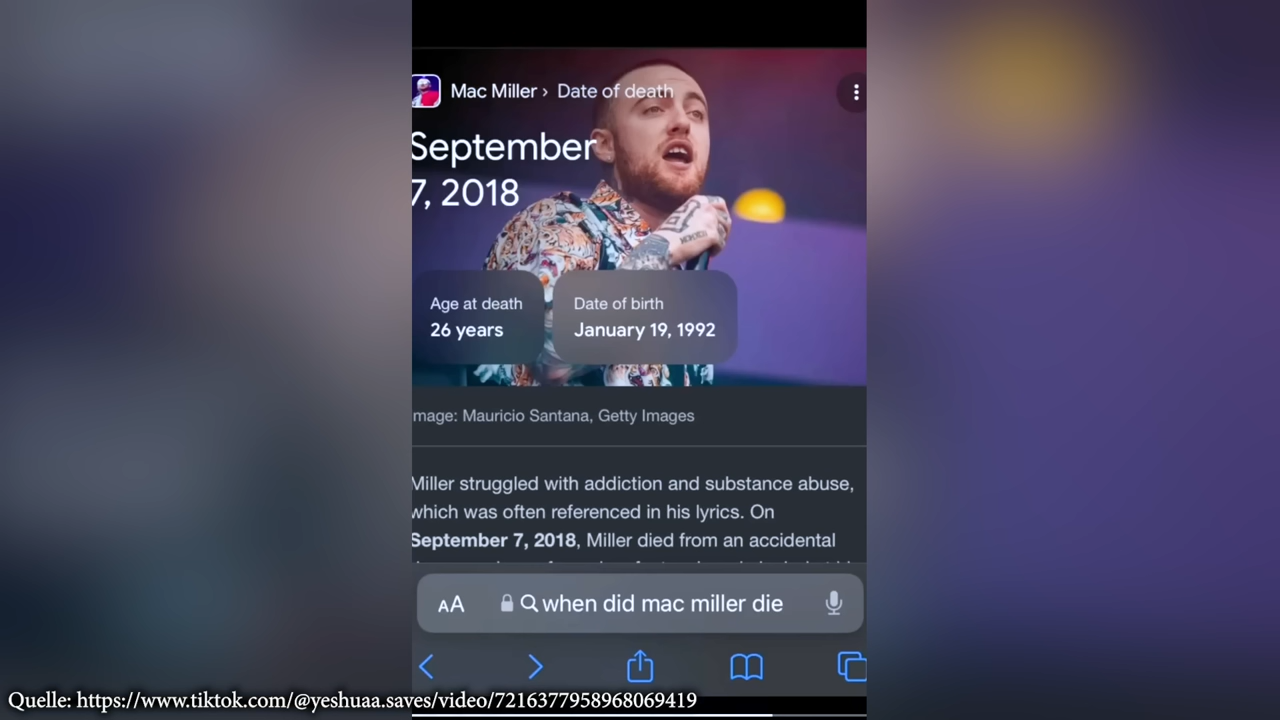 Mac Miller › Date of death
September
7, 2018
Age at death
26 years
Date of birth
January 19, 1992
mage: Mauricio Santana, Getty Images
Miller struggled with addiction and substance abuse,
which was often referenced in his lyrics. On
September 7, 2018, Miller died from an accidental
AA when did mac miller die
Quelle: https://www.tiktok.com/@yeshuaa.saves/video/7216377958968069419